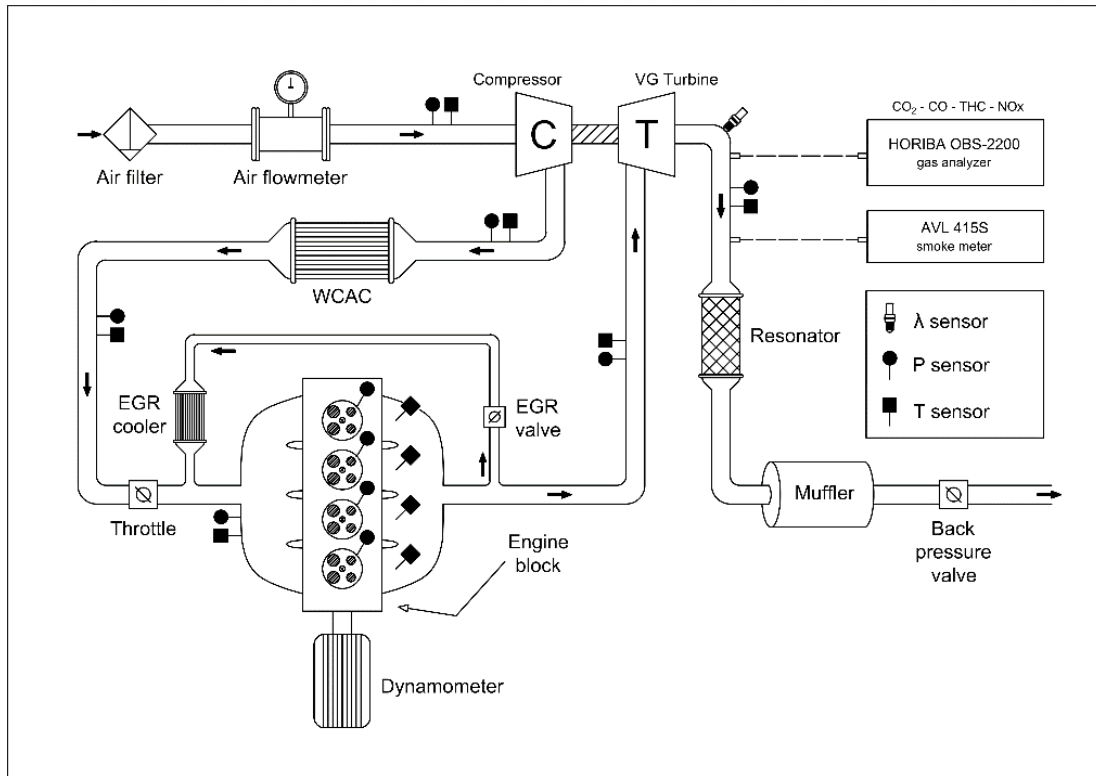 Compressor
VG Turbine
CO₂ - CO - THC - NOx
C
T
HORIBA OBS-2200
gas analyzer
Air filter
Air flowmeter
AVL 415S
smoke meter
WCAC
λ sensor
Resonator
P sensor
EGR
cooler
EGR
valve
T sensor
Muffler
Throttle
Engine
block
Back
pressure
valve
Dynamometer